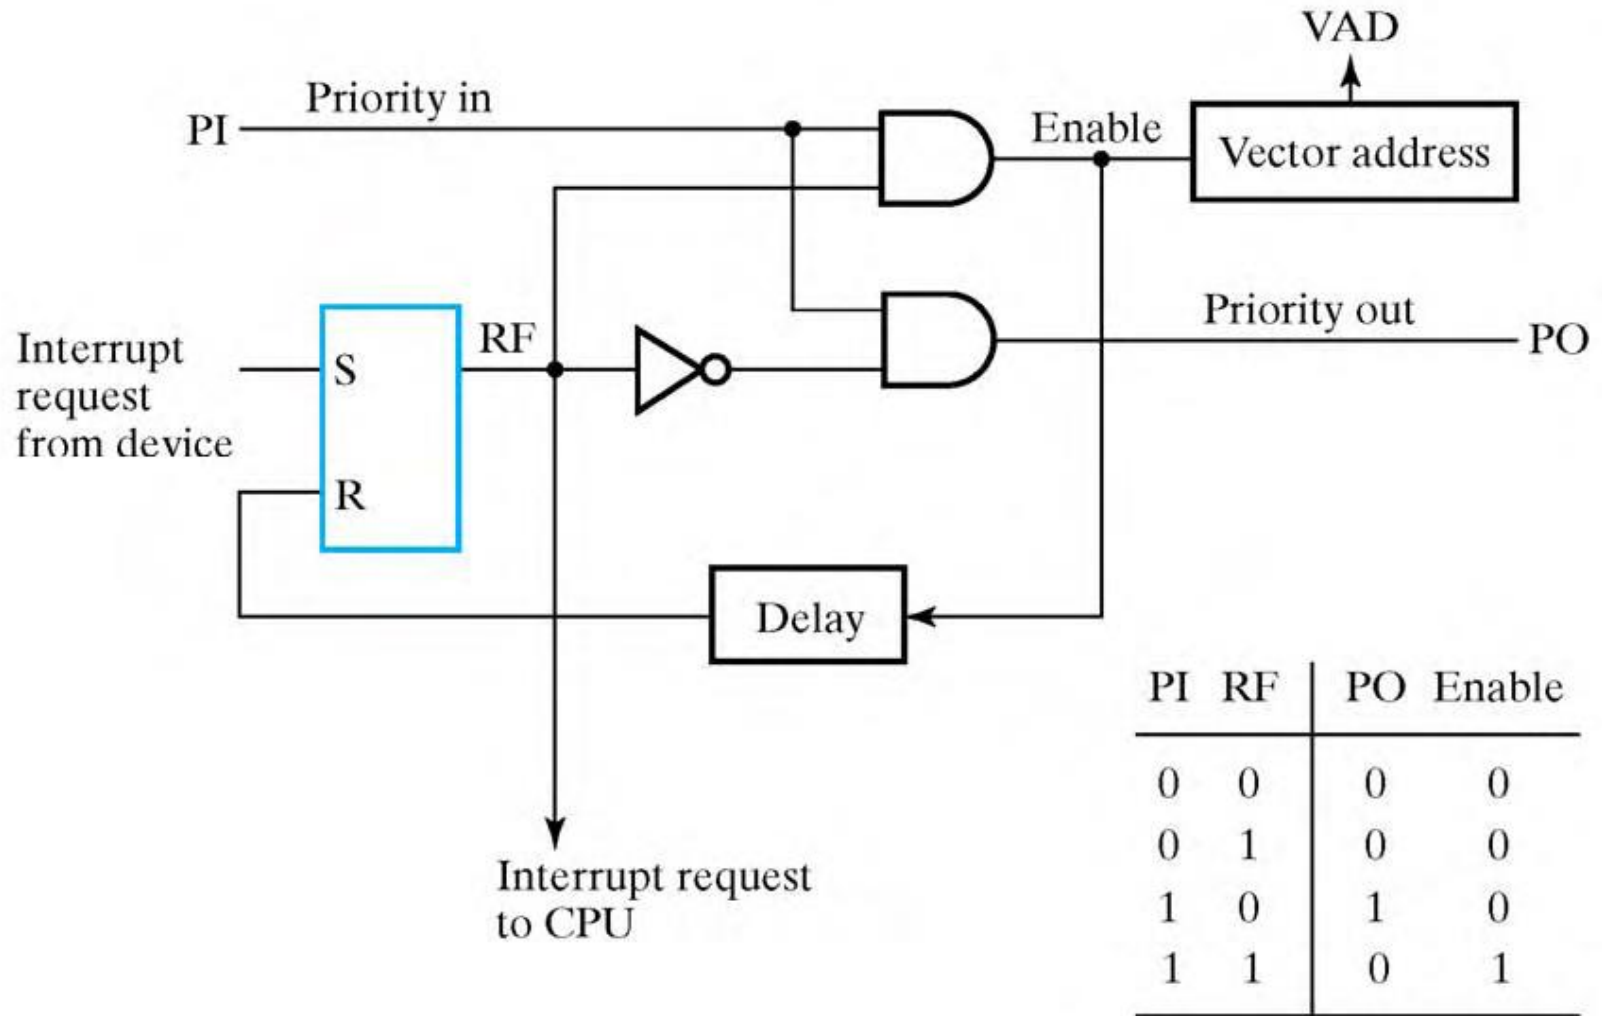 VAD
Priority in
PI
Enable
Vector address
Priority out
PO
Interrupt
request
from device
S
RF
R
Delay
Interrupt request
to CPU
PI RF PO Enable
0 0 0 0
0 1 0 0
1 0 1 0
1 1 0 1